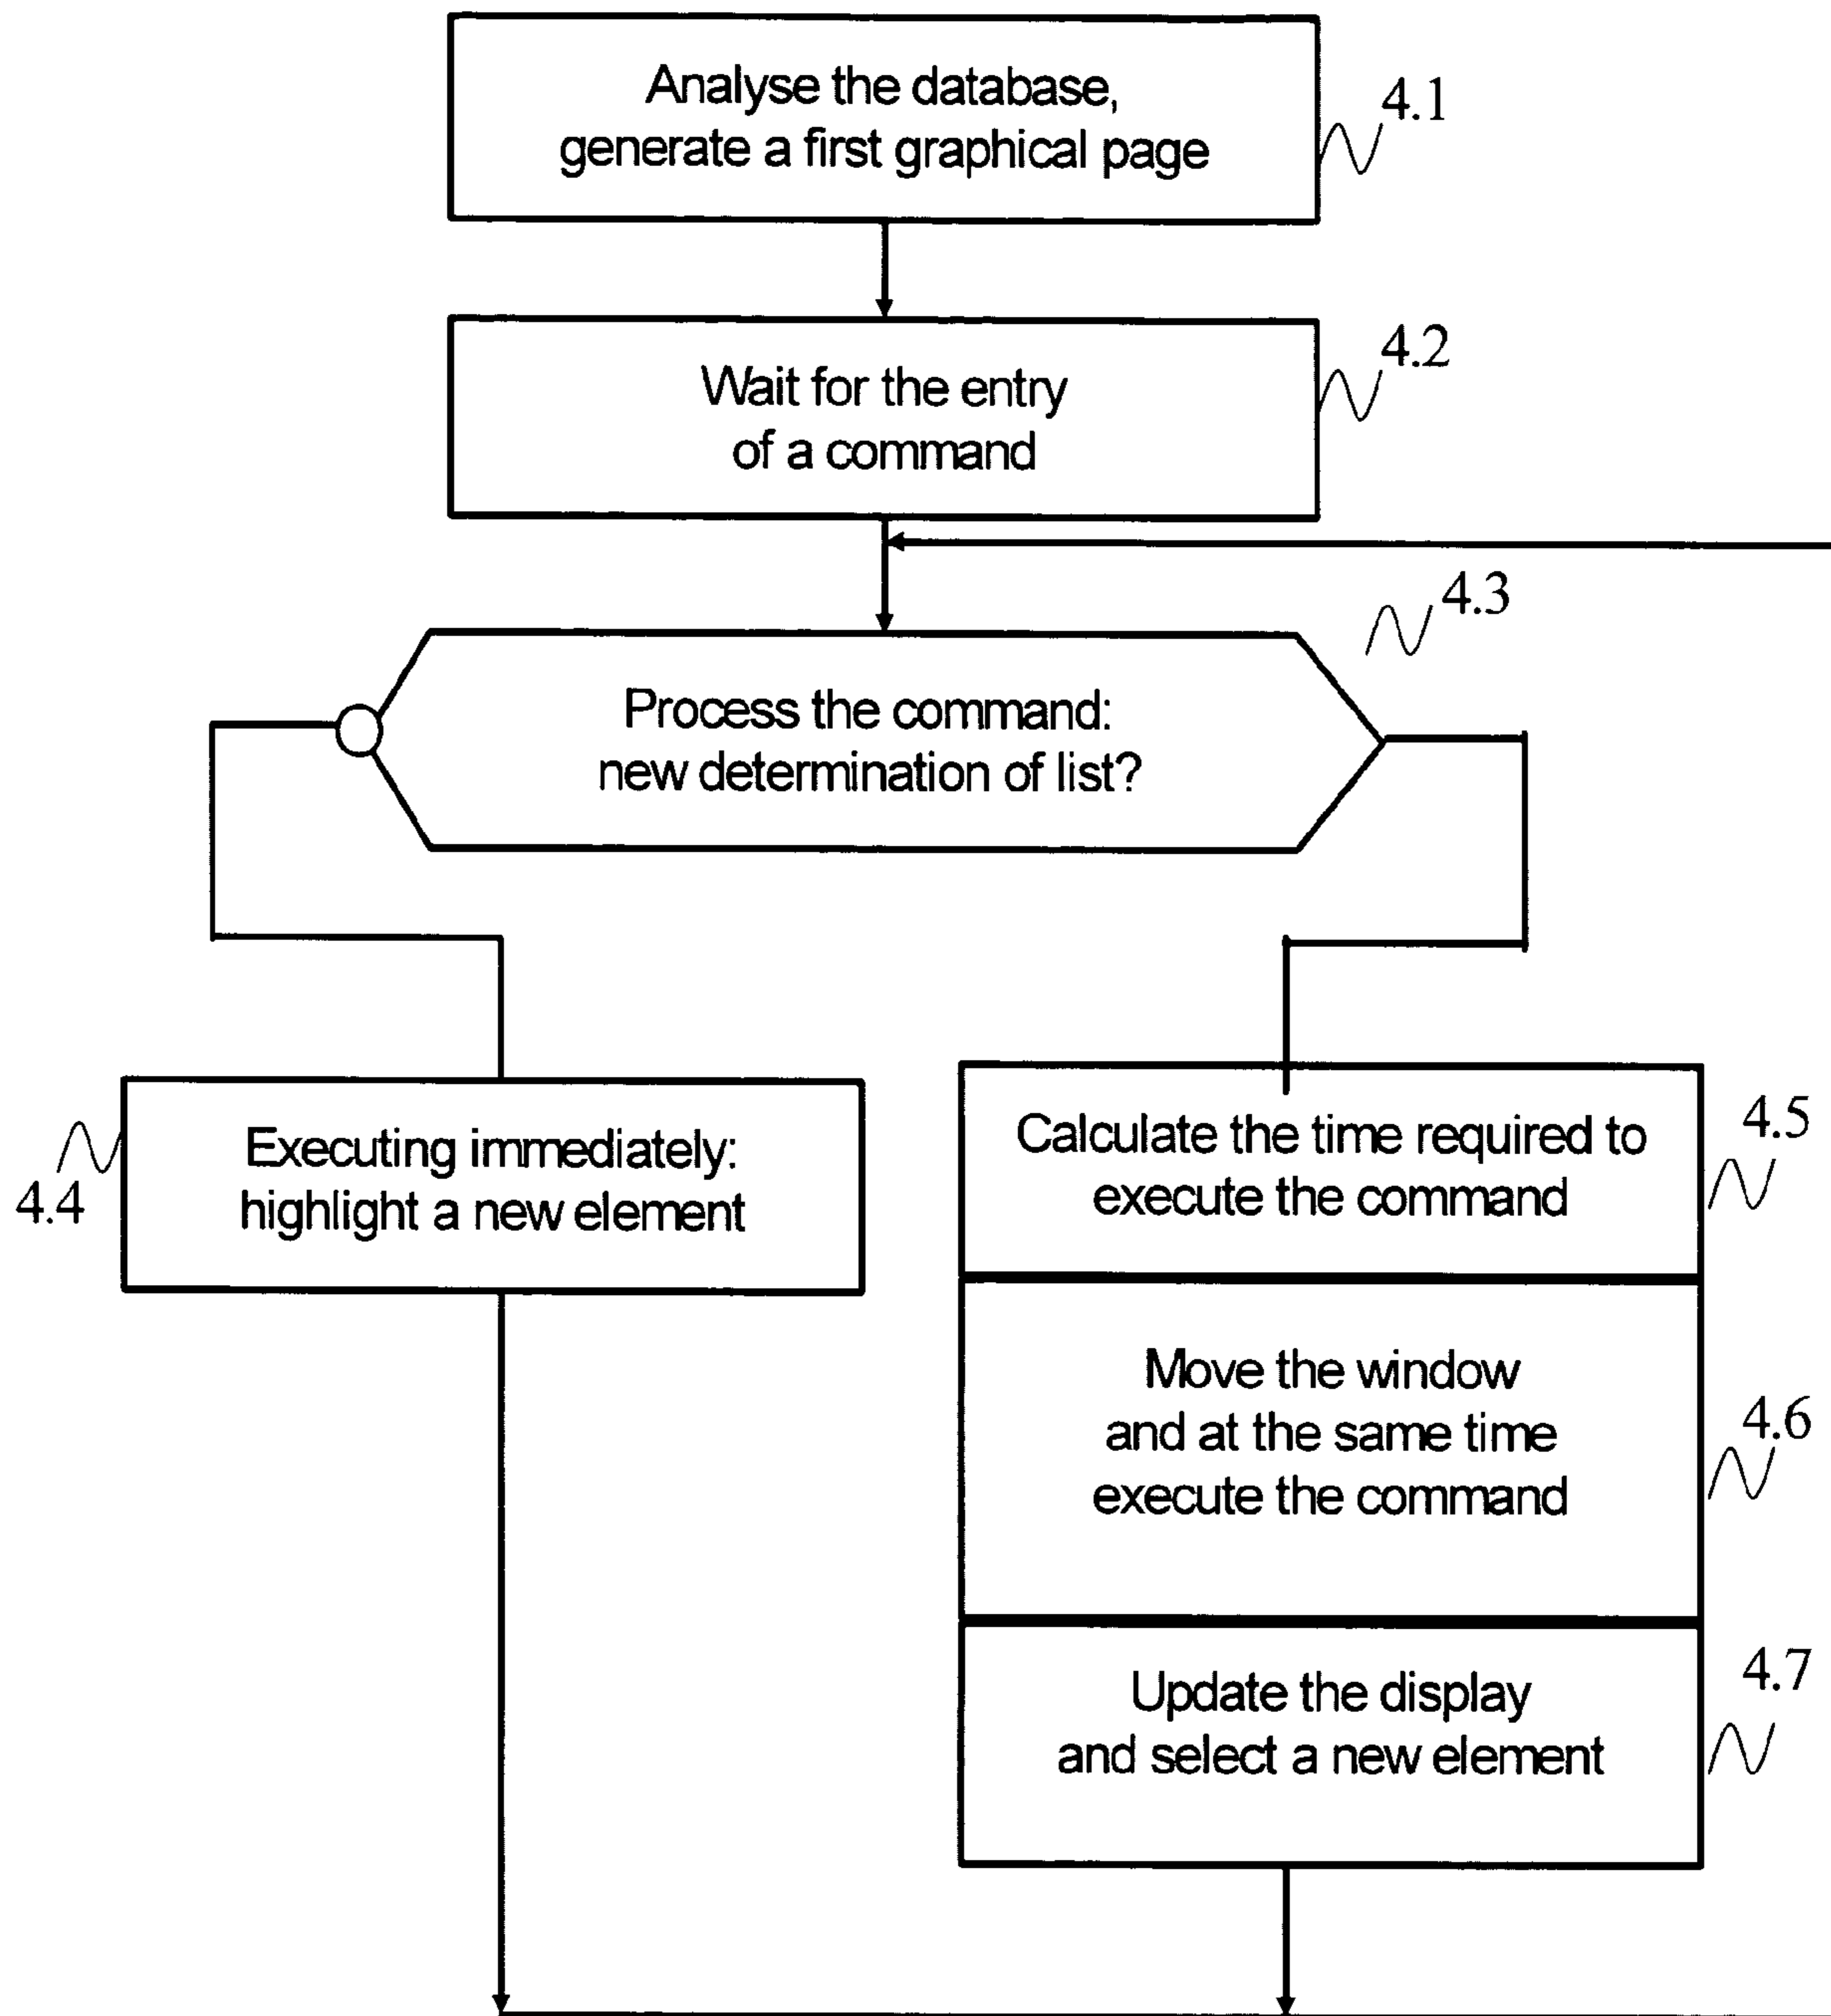 Analyse the database,
generate a first graphical page
4.1
Wait for the entry
of a command
4.2
4.3
Process the command:
new determination of list?
Executing immediately:
highlight a new element
4.4
Calculate the time required to
execute the command
4.5
Move the window
and at the same time
execute the command
4.6
Update the display
and select a new element
4.7